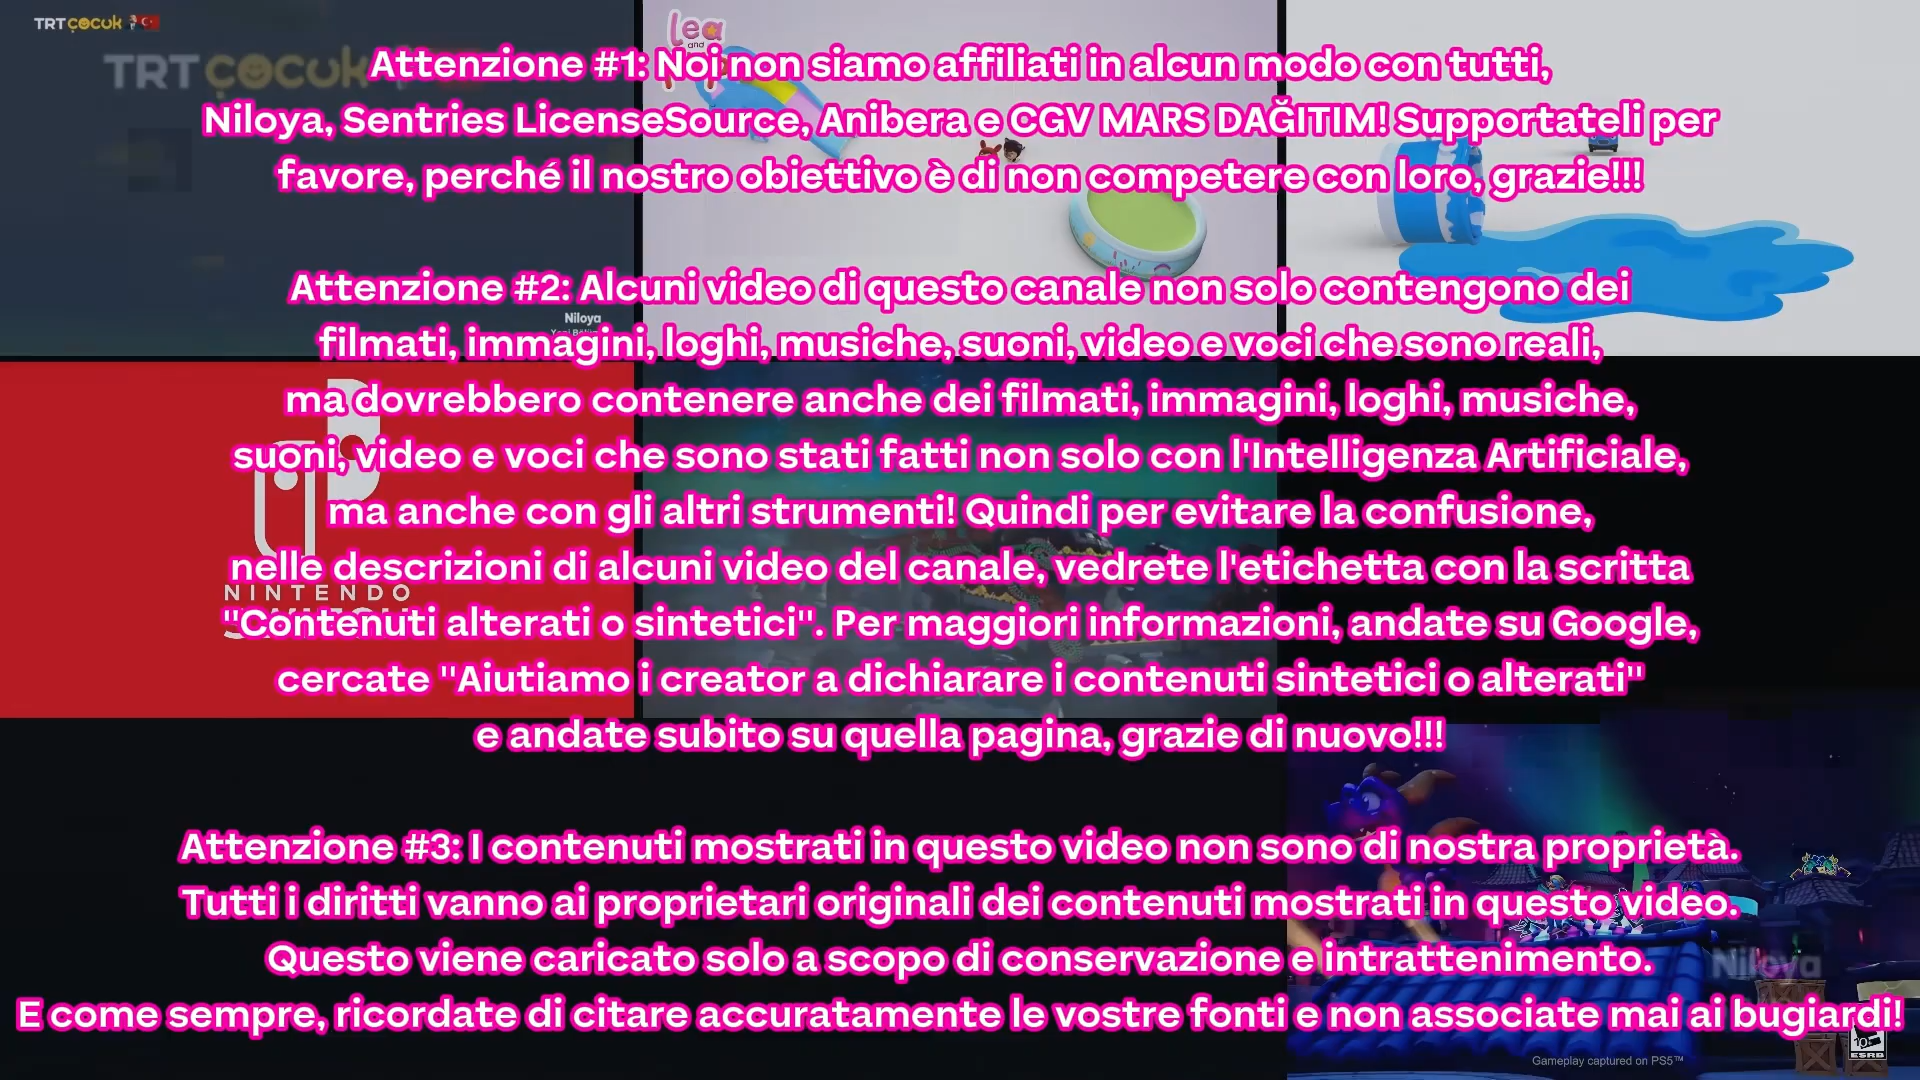 TRT çocuk
TRT çocuk
Lea
and
Attenzione #1: Noi non siamo affiliati in alcun modo con tutti,
Niloya, Sentries LicenseSource, Anibera e CGV MARS DAĞITIM! Supportateli per
favore, perché il nostro obiettivo è di non competere con loro, grazie!!!
Attenzione #2: Alcuni video di questo canale non solo contengono dei
Niloya
filmati, immagini, loghi, musiche, suoni, video e voci che sono reali,
ma dovrebbero contenere anche dei filmati, immagini, loghi, musiche,
suoni, video e voci che sono stati fatti non solo con l'Intelligenza Artificiale,
ma anche con gli altri strumenti! Quindi per evitare la confusione,
nelle descrizioni di alcuni video del canale, vedrete l'etichetta con la scritta
NINTENDO
"Contenuti alterati o sintetici". Per maggiori informazioni, andate su Google,
cercate "Aiutiamo i creator a dichiarare i contenuti sintetici o alterati"
e andate subito su quella pagina, grazie di nuovo!!!
Attenzione #3: I contenuti mostrati in questo video non sono di nostra proprietà.
Tutti i diritti vanno ai proprietari originali dei contenuti mostrati in questo video.
Questo viene caricato solo a scopo di conservazione e intrattenimento.
Niloya
E come sempre, ricordate di citare accuratamente le vostre fonti e non associate mai ai bugiardi!
10+
ESRB
Gameplay captured on PS5™